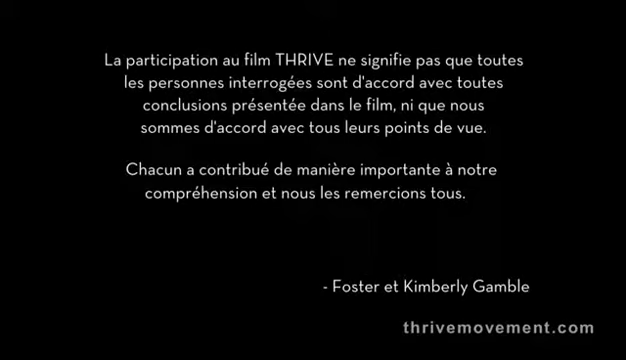 La participation au film THRIVE ne signifie pas que toutes
les personnes interrogées sont d'accord avec toutes
conclusions présentée dans le film, ni que nous
sommes d'accord avec tous leurs points de vue.
Chacun a contribué de manière importante à notre
compréhension et nous les remercions tous.
- Foster et Kimberly Gamble
thrivemovement.com